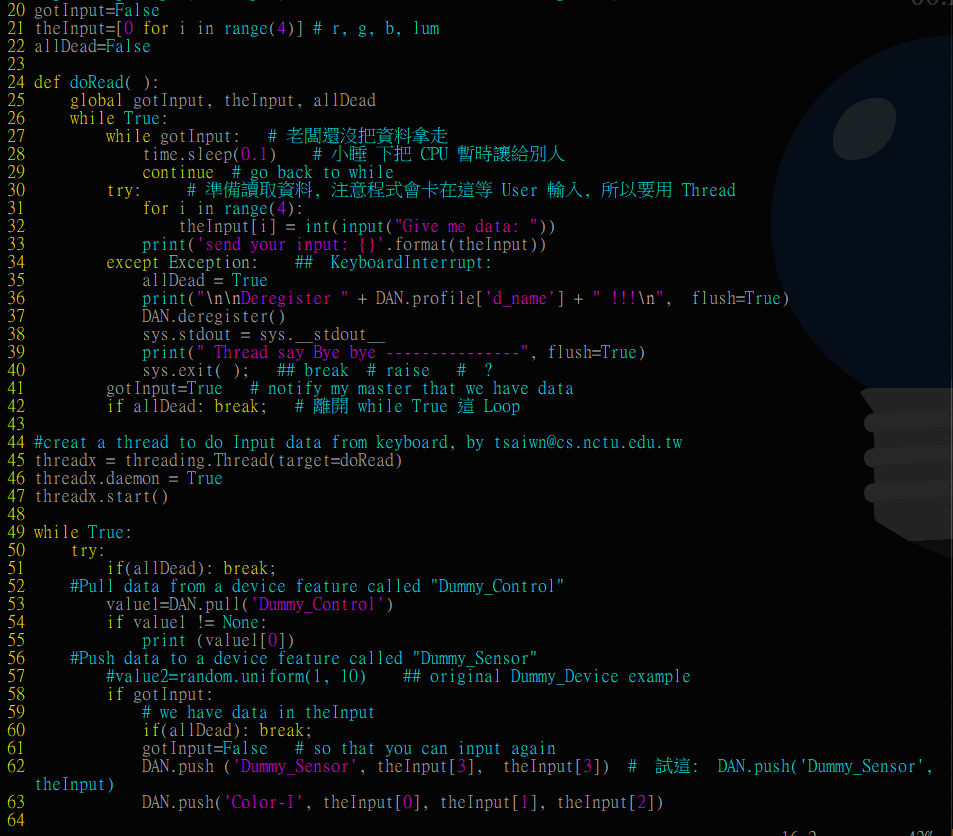 20 gotInput=False
21 theInput=[0 for i in range(4)] # r, g, b, lum
22 allDead=False
23
24 def doRead( ):
25     global gotInput, theInput, allDead
26     while True:
27         while gotInput:   # 老闆還沒把資料拿走
28             time.sleep(0.1)    # 小睡 下把 CPU 暫時讓給別人
29             continue  # go back to while
30         try:     # 準備讀取資料, 注意程式會卡在這等 User 輸入, 所以要用 Thread
31             for i in range(4):
32                 theInput[i] = int(input("Give me data: "))
33             print('send your input: {}'.format(theInput))
34         except Exception:    ##  KeyboardInterrupt:
35             allDead = True
36             print("\n\nDeregister " + DAN.profile['d_name'] + " !!!\n",  flush=True)
37             DAN.deregister()
38             sys.stdout = sys.__stdout__
39             print(" Thread say Bye bye ---------------", flush=True)
40             sys.exit( );   ## break  # raise   #  ?
41         gotInput=True   # notify my master that we have data
42         if allDead: break;   # 離開 while True 這 Loop
43
44 #creat a thread to do Input data from keyboard, by tsaiwn@cs.nctu.edu.tw
45 threadx = threading.Thread(target=doRead)
46 threadx.daemon = True
47 threadx.start()
48
49 while True:
50     try:
51         if(allDead): break;
52     #Pull data from a device feature called "Dummy_Control"
53         value1=DAN.pull('Dummy_Control')
54         if value1 != None:
55             print (value1[0])
56     #Push data to a device feature called "Dummy_Sensor"
57         #value2=random.uniform(1, 10)    ## original Dummy_Device example
58         if gotInput:
59             # we have data in theInput
60             if(allDead): break;
61             gotInput=False   # so that you can input again
62             DAN.push ('Dummy_Sensor', theInput[3],  theInput[3])  #  試這:  DAN.push('Dummy_Sensor',
theInput)
63             DAN.push('Color-I', theInput[0], theInput[1], theInput[2])
64